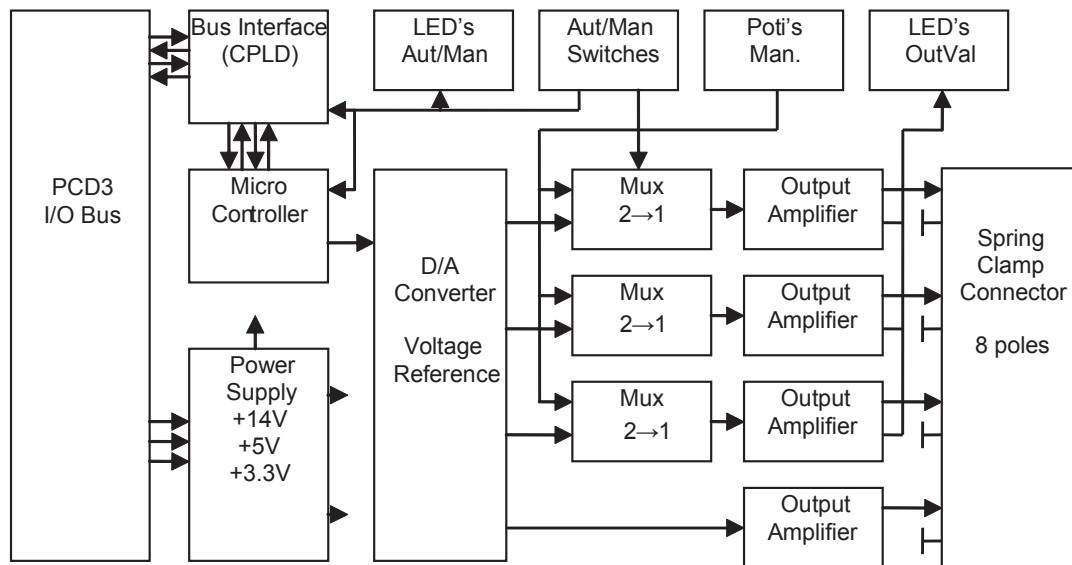 PCD3
I/O Bus
Bus Interface
(CPLD)
LED’s
Aut/Man
Aut/Man
Switches
Poti’s
Man.
LED’s
OutVal
Micro
Controller
D/A
Converter
Voltage
Reference
Mux
2→1
Output
Amplifier
Mux
2→1
Output
Amplifier
Mux
2→1
Output
Amplifier
Output
Amplifier
Spring
Clamp
Connector
8 poles
Power
Supply
+14V
+5V
+3.3V